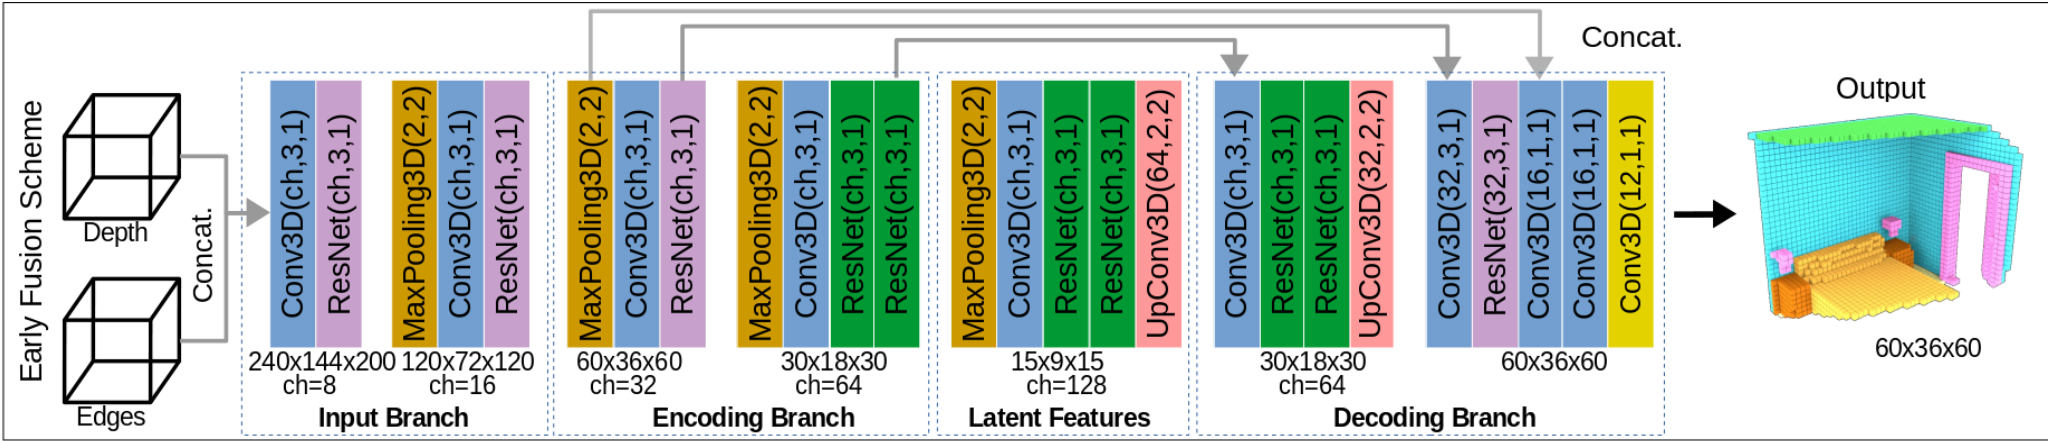 Early Fusion Scheme
Depth
Edges
Concat.
Conv3D(ch,3,1)
ResNet(ch,3,1)
240x144x200
ch=8
MaxPooling3D(2,2)
Conv3D(ch,3,1)
ResNet(ch,3,1)
120x72x120
ch=16
Input Branch
MaxPooling3D(2,2)
Conv3D(ch,3,1)
ResNet(ch,3,1)
60x36x60
ch=32
MaxPooling3D(2,2)
Conv3D(ch,3,1)
ResNet(ch,3,1)
ResNet(ch,3,1)
30x18x30
ch=64
Encoding Branch
MaxPooling3D(2,2)
Conv3D(ch,3,1)
ResNet(ch,3,1)
ResNet(ch,3,1)
UpConv3D(64,2,2)
15x9x15
ch=128
Latent Features
Conv3D(ch,3,1)
ResNet(ch,3,1)
ResNet(ch,3,1)
UpConv3D(32,2,2)
30x18x30
ch=64
Conv3D(32,3,1)
ResNet(32,3,1)
Conv3D(16,1,1)
Conv3D(16,1,1)
Conv3D(12,1,1)
60x36x60
Decoding Branch
Concat.
Output
60x36x60